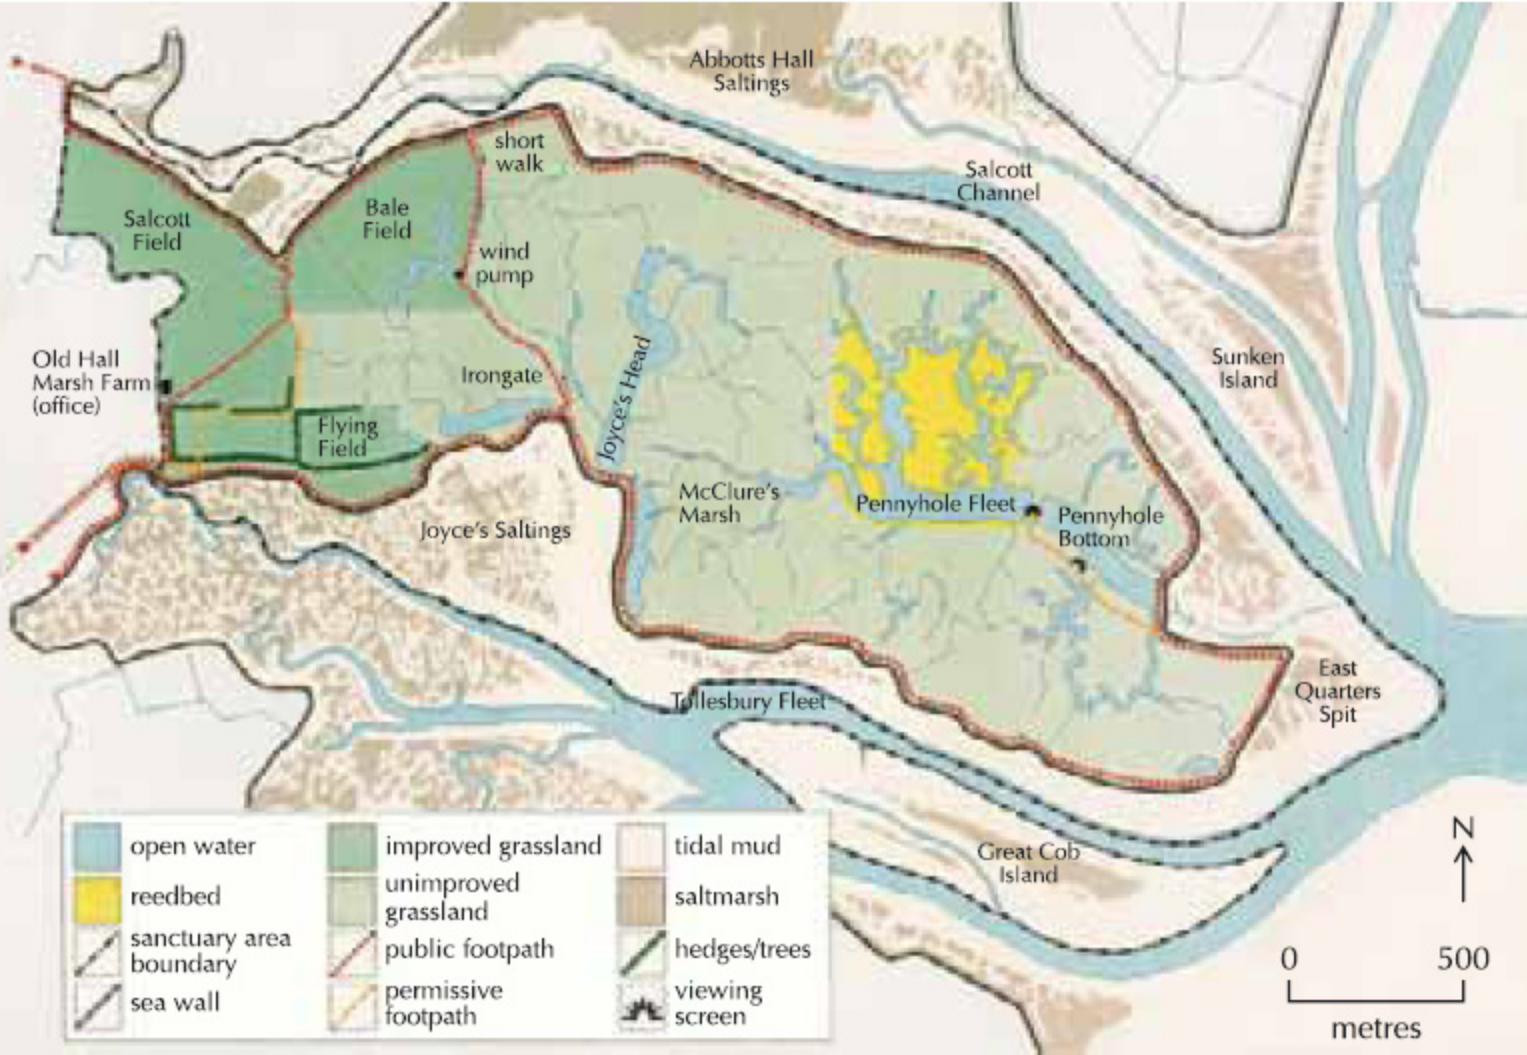 Abbotts Hall
Saltings
short
walk
Salcott
Channel
Salcott
Field
Bale
Field
wind
pump
Old Hall
Marsh Farm
(office)
Irongate
Joyce's Head
Sunken
Island
Flying
Field
McClure's
Marsh
Pennyhole Fleet
Pennyhole
Bottom
Joyce's Saltings
Tollesbury Fleet
East
Quarters
Spit
Great Cob
Island
open water
reedbed
sanctuary area
boundary
sea wall
improved grassland
unimproved
grassland
public footpath
permissive
footpath
tidal mud
saltmarsh
hedges/trees
viewing
screen
N
0 500
metres